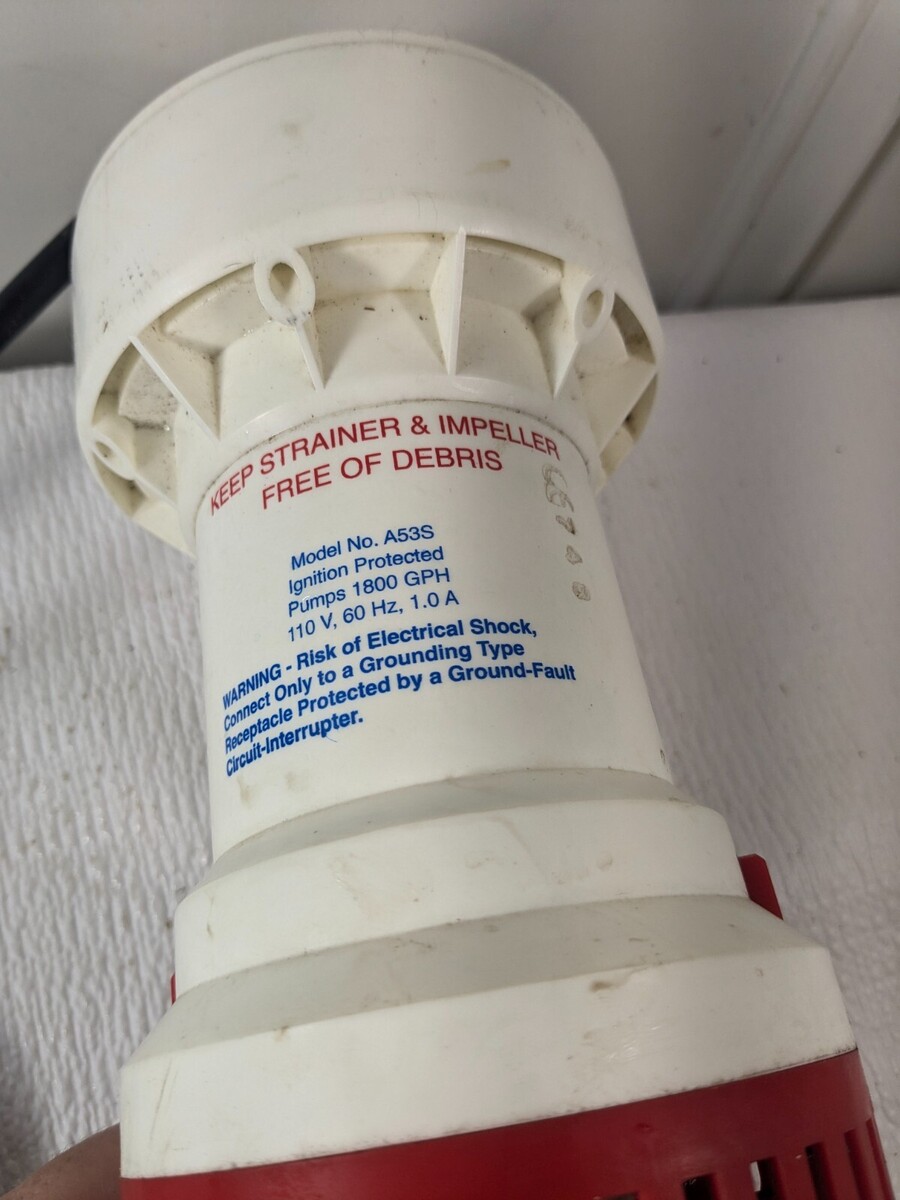 KEEP STRAINER & IMPELLER
FREE OF DEBRIS
Model No. A53S
Ignition Protected
Pumps 1800 GPH
110 V, 60 Hz, 1.0 A
WARNING - Risk of Electrical Shock,
Connect Only to a Grounding Type
Receptacle Protected by a Ground-Fault
Circuit-Interrupter.